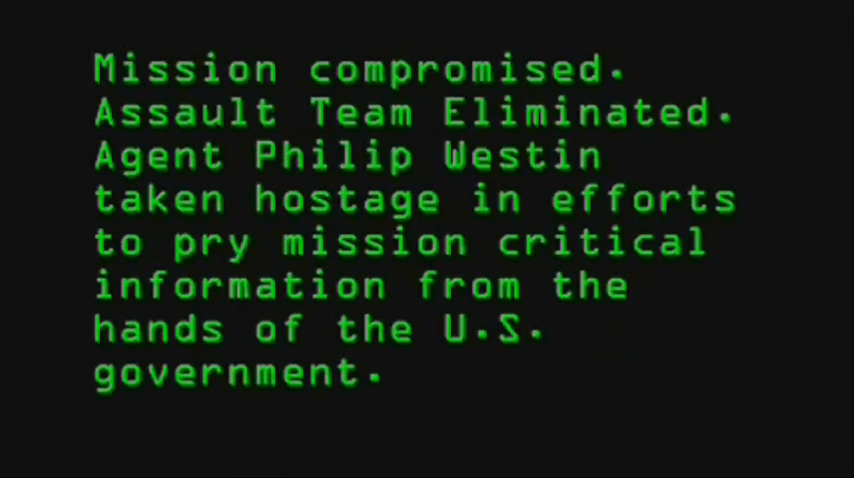 Mission compromised.
Assault Team Eliminated.
Agent Philip Westin
taken hostage in efforts
to pry mission critical
information from the
hands of the U.S.
government.